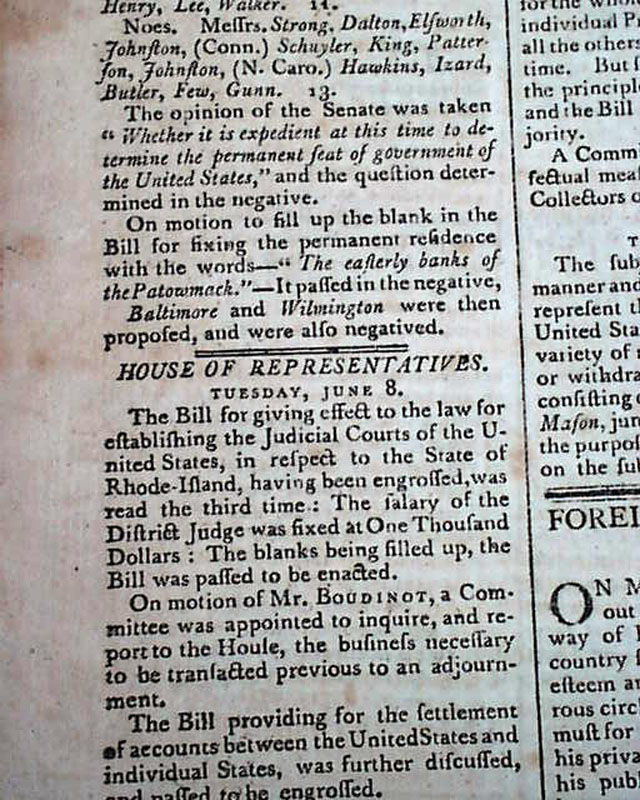 Henry, Lee, Walker. 11.
Noes. Meſſrs. Strong, Dalton, Elſworth,
Johnſton, (Conn.) Schuyler, King, Patter-
ſon, Johnſton, (N. Caro.) Hawkins, Izard,
Butler, Few, Gunn. 13.
The opinion of the Senate was taken
“ Whether it is expedient at this time to de-
termine the permanent ſeat of government of
the United States,” and the queſtion deter-
mined in the negative.
On motion to fill up the blank in the
Bill for fixing the permanent reſidence
with the words—“ The eaſterly banks of
the Patowmack.”—It paſſed in the negative,
Baltimore and Wilmington were then
propoſed, and were alſo negatived.
HOUSE OF REPRESENTATIVES.
TUESDAY, JUNE 8.
The Bill for giving effect to the law for
eſtabliſhing the Judicial Courts of the U-
nited States, in reſpect to the State of
Rhode-Iſland, having been engroſſed, was
read the third time : The ſalary of the
Diſtrict Judge was fixed at One Thouſand
Dollars : The blanks being filled up, the
Bill was paſſed to be enacted.
On motion of Mr. BOUDINOT, a Com-
mittee was appointed to inquire, and re-
port to the Houſe, the buſineſs neceſſary
to be tranſacted previous to an adjourn-
ment.
The Bill providing for the ſettlement
of accounts between the United States and
individual States, was further diſcuſſed,
and paſſed to be engroſſed.
for the whol
individual P
all the others
time. But
the principl
and the Bill
jority.
A Commi
fectual mea
Collectors o
T
The ſub
manner and
repreſent th
United Sta
variety of
or withdra
conſiſting
Maſon, jun
the purpoſ
on the ſu
FOREI
ON M
out
way of
country
eſteem a
rous circ
muſt for
his priva
his pub